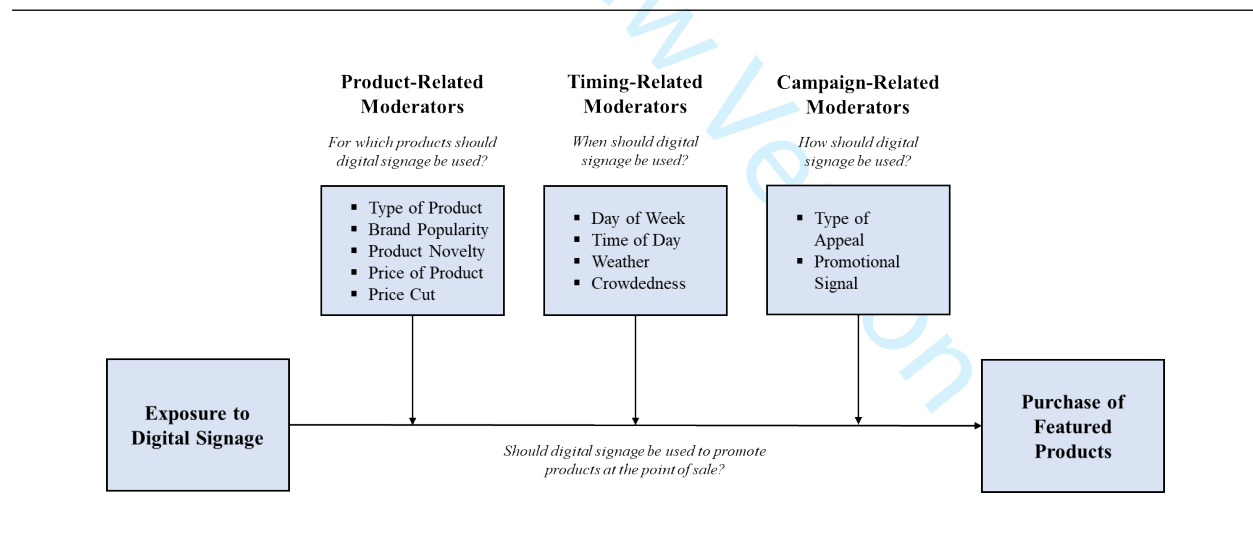 Product-Related
Moderators
For which products should
digital signage be used?
▪ Type of Product
▪ Brand Popularity
▪ Product Novelty
▪ Price of Product
▪ Price Cut
Timing-Related
Moderators
When should digital
signage be used?
▪ Day of Week
▪ Time of Day
▪ Weather
▪ Crowdedness
Campaign-Related
Moderators
How should digital
signage be used?
▪ Type of
Appeal
▪ Promotional
Signal
Exposure to
Digital Signage
Should digital signage be used to promote
products at the point of sale?
Purchase of
Featured
Products